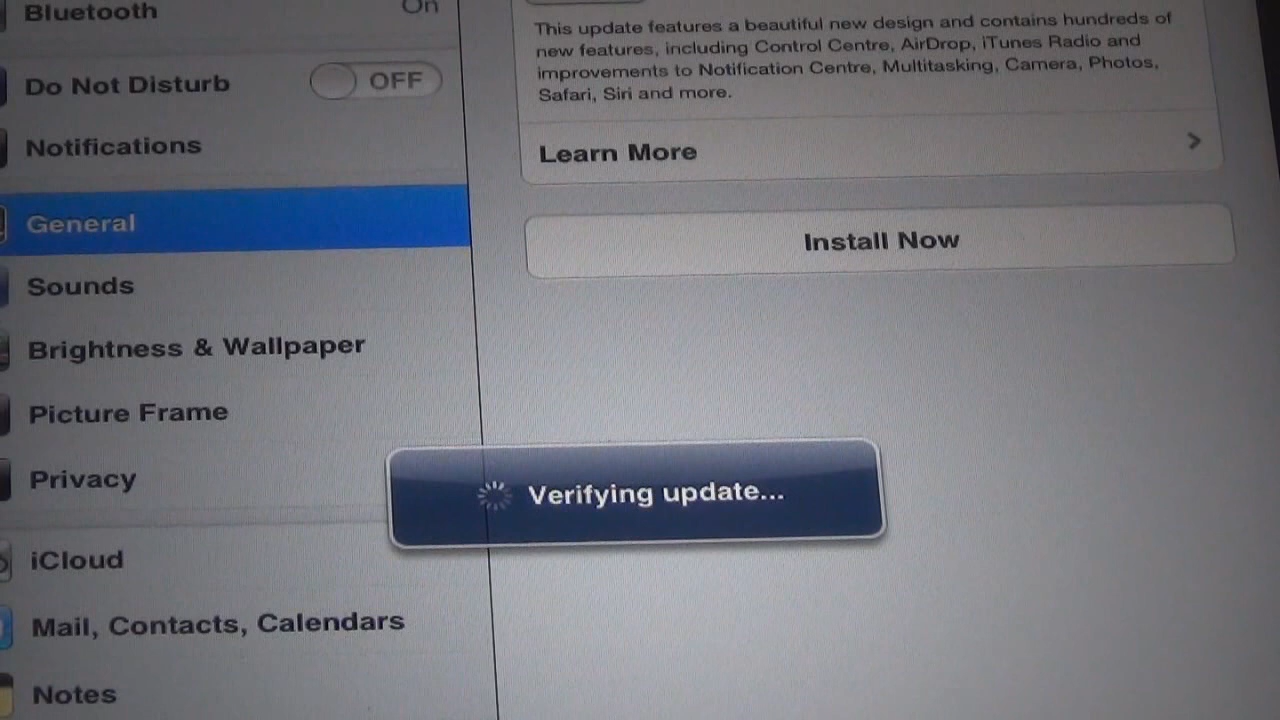 Bluetooth
On
Do Not Disturb
OFF
Notifications
General
Sounds
Brightness & Wallpaper
Picture Frame
Privacy
iCloud
Mail, Contacts, Calendars
Notes
This update features a beautiful new design and contains hundreds of
new features, including Control Centre, AirDrop, iTunes Radio and
improvements to Notification Centre, Multitasking, Camera, Photos,
Safari, Siri and more.
Learn More
Install Now
Verifying update...